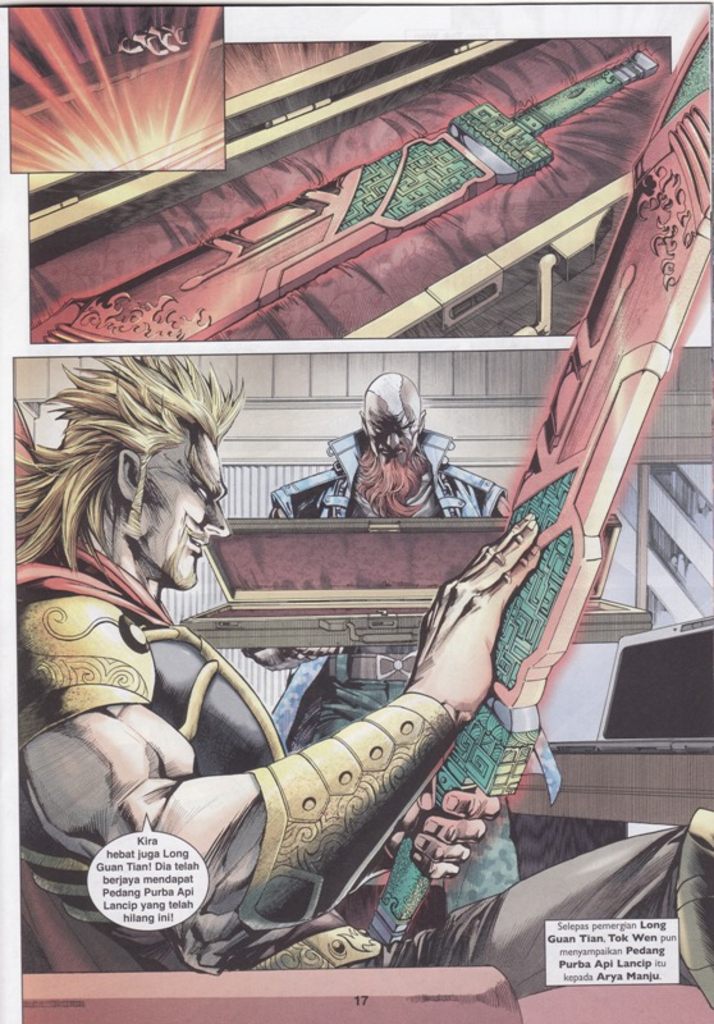 Kira
hebat juga Long
Guan Tian! Dia telah
berjaya mendapat
Pedang Purba Api
Lancip yang telah
hilang ini!
Selepas pemergian Long
Guan Tian, Tok Wen pun
menyampaikan Pedang
Purba Api Lancip itu
kepada Arya Manju.
17